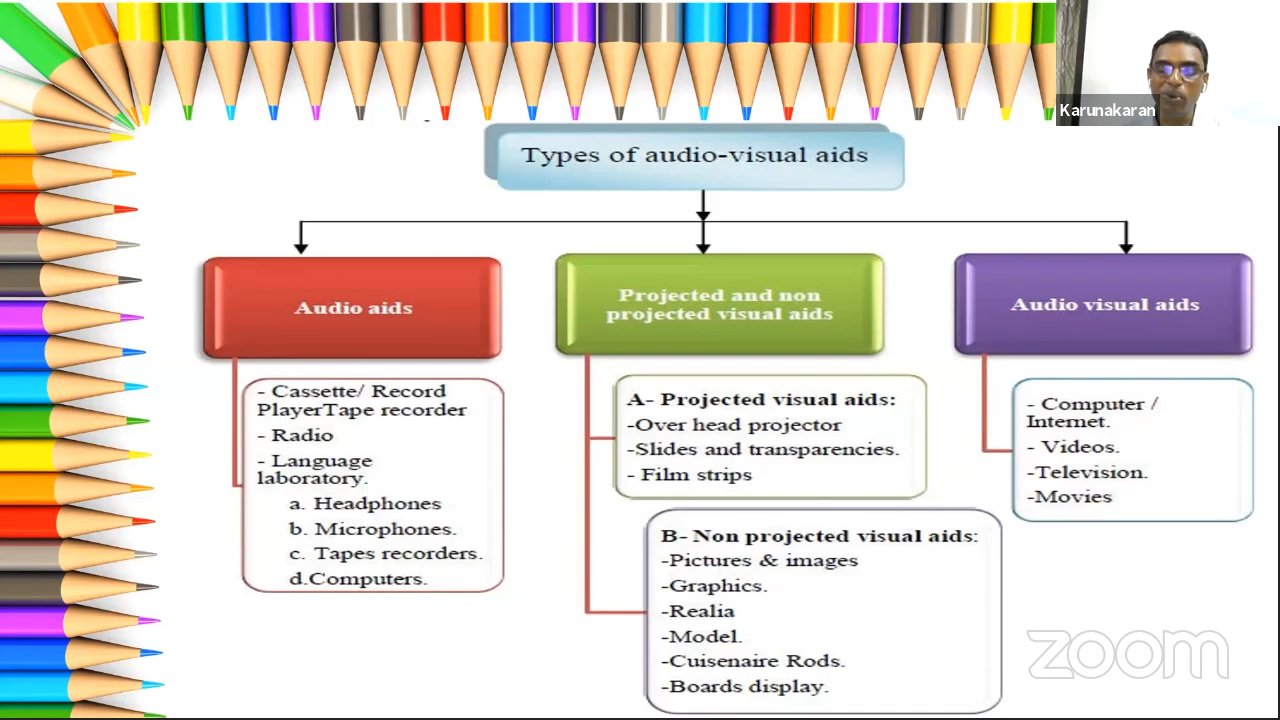 Karunakaran
Types of audio-visual aids
Audio aids
- Cassette/ Record
PlayerTape recorder
- Radio
- Language
laboratory.
a. Headphones
b. Microphones.
c. Tapes recorders.
d.Computers.
Projected and non
projected visual aids
A- Projected visual aids:
-Over head projector
-Slides and transparencies.
- Film strips
B- Non projected visual aids:
-Pictures & images
-Graphics.
-Realia
-Model.
-Cuisenaire Rods.
-Boards display.
Audio visual aids
- Computer /
Internet.
- Videos.
-Television.
-Movies
zoom